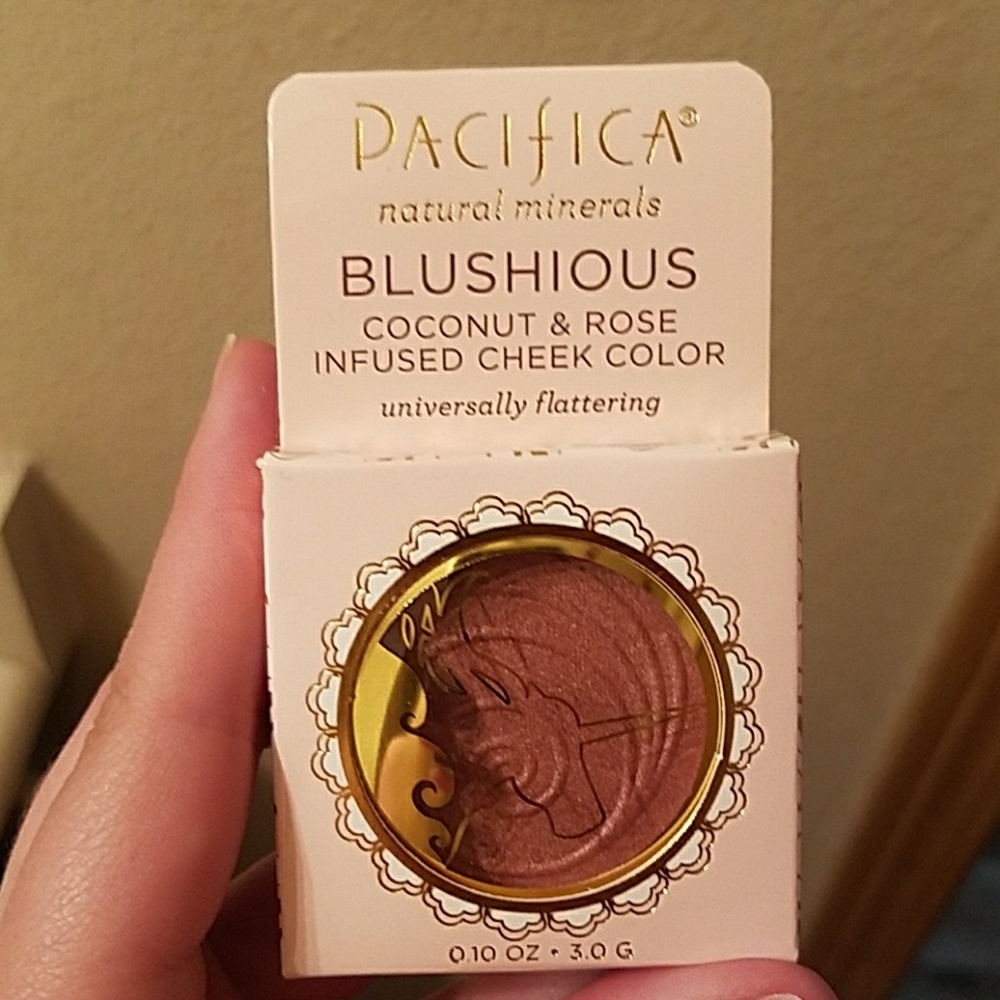 PACIFICA®
natural minerals
BLUSHIOUS
COCONUT & ROSE
INFUSED CHEEK COLOR
universally flattering
0.10 OZ • 3.0 G